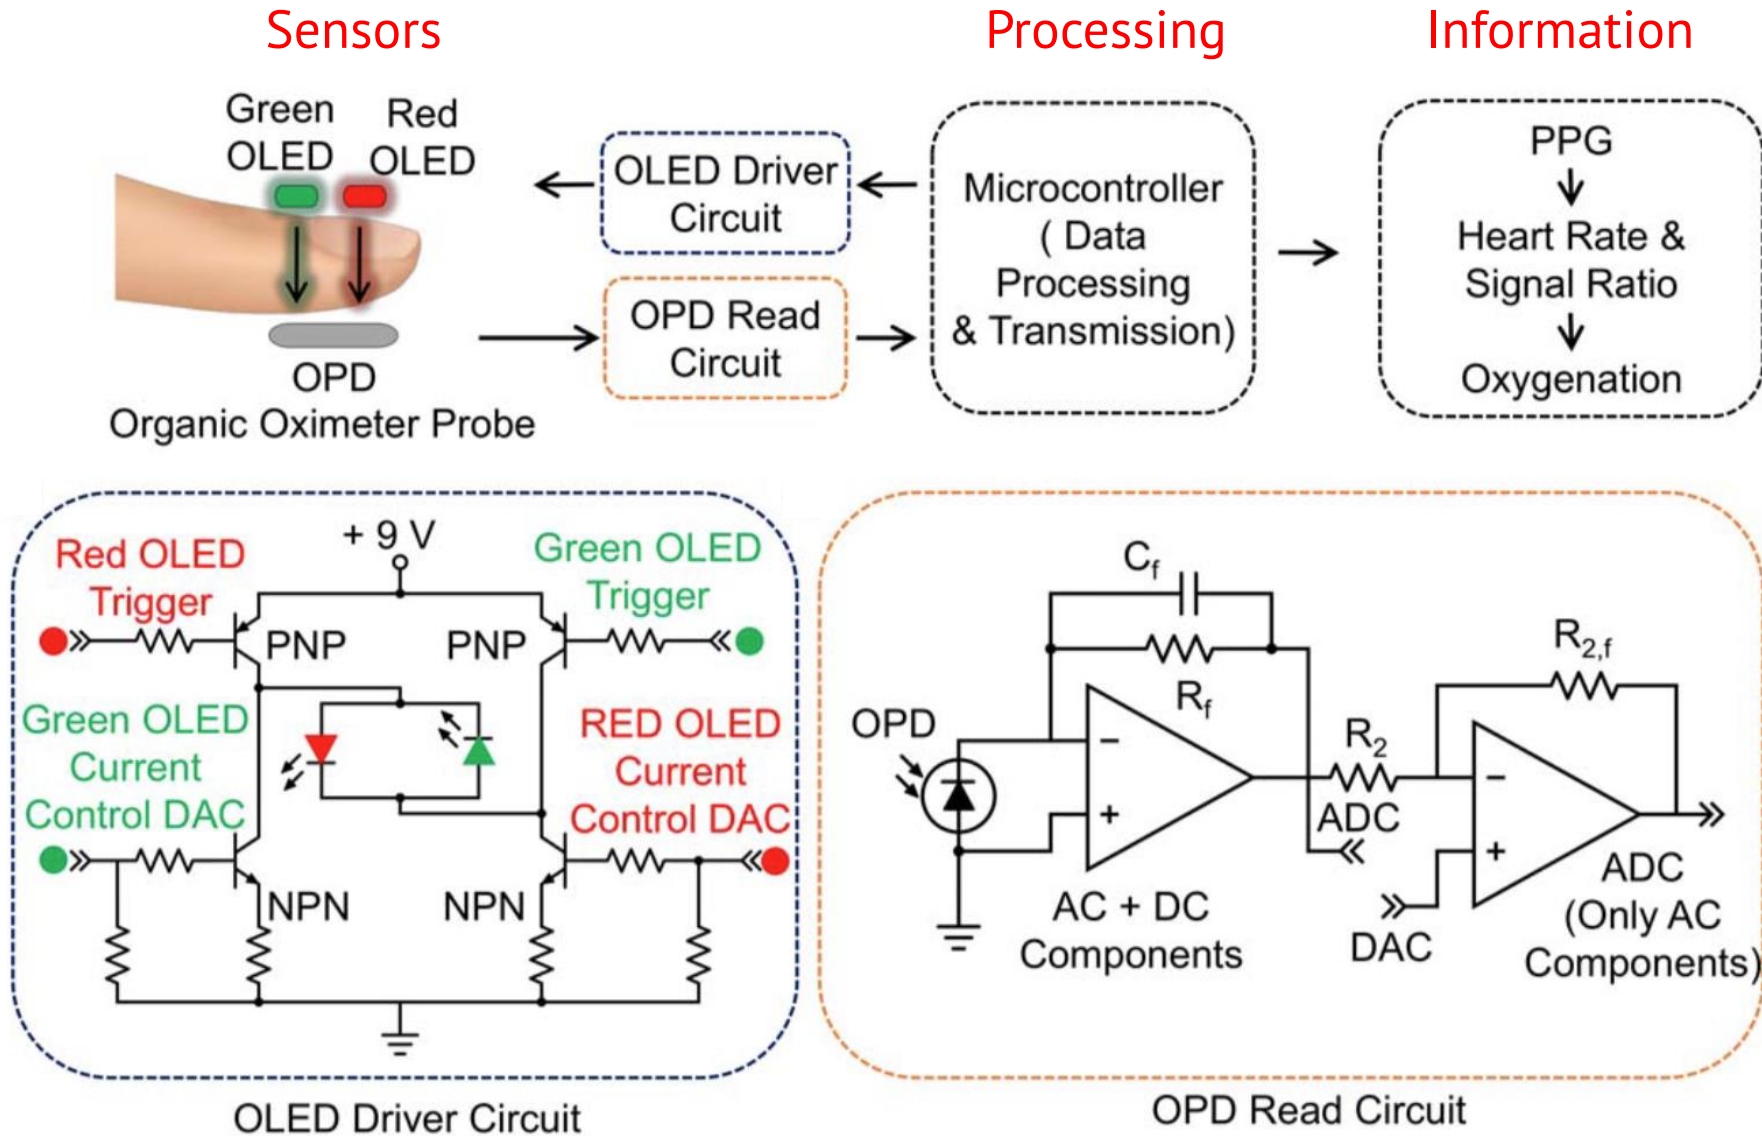 Sensors
Processing
Information
Green
OLED
Red
OLED
OPD
Organic Oximeter Probe
OLED Driver
Circuit
OPD Read
Circuit
Microcontroller
( Data
Processing
& Transmission)
PPG
Heart Rate &
Signal Ratio
Oxygenation
+ 9 V
Red OLED
Trigger
Green OLED
Trigger
PNP
PNP
Green OLED
Current
Control DAC
RED OLED
Current
Control DAC
NPN
NPN
OLED Driver Circuit
Cf
Rf
OPD
−
+
AC + DC
Components
R2
ADC
R2,f
−
+
DAC
ADC
(Only AC
Components)
OPD Read Circuit